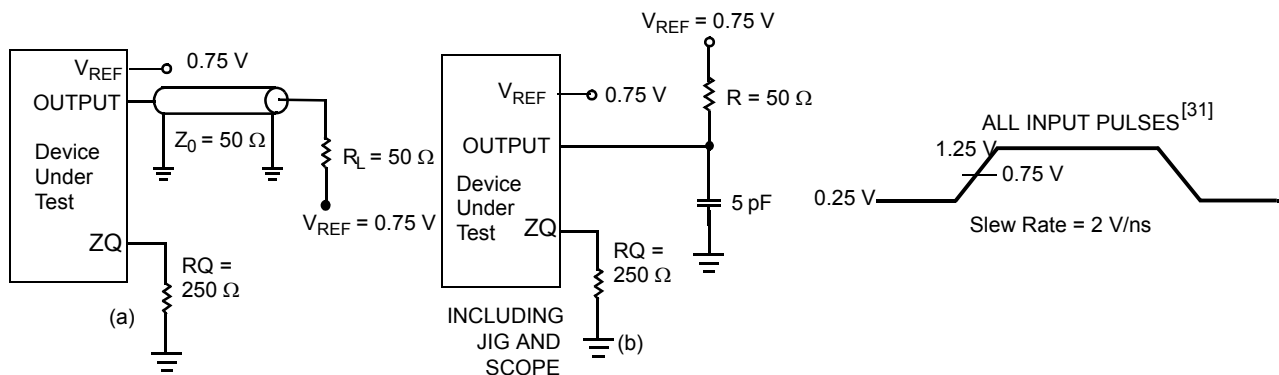 V_REF
0.75 V
OUTPUT
Z0 = 50 Ω
Device
Under
Test
R_L = 50 Ω
V_REF = 0.75 V
ZQ
RQ =
250 Ω
(a)
V_REF = 0.75 V
V_REF
0.75 V
R = 50 Ω
OUTPUT
Device
Under
Test
5 pF
ZQ
RQ =
250 Ω
INCLUDING
JIG AND
SCOPE
(b)
ALL INPUT PULSES[31]
1.25 V
0.75 V
0.25 V
Slew Rate = 2 V/ns